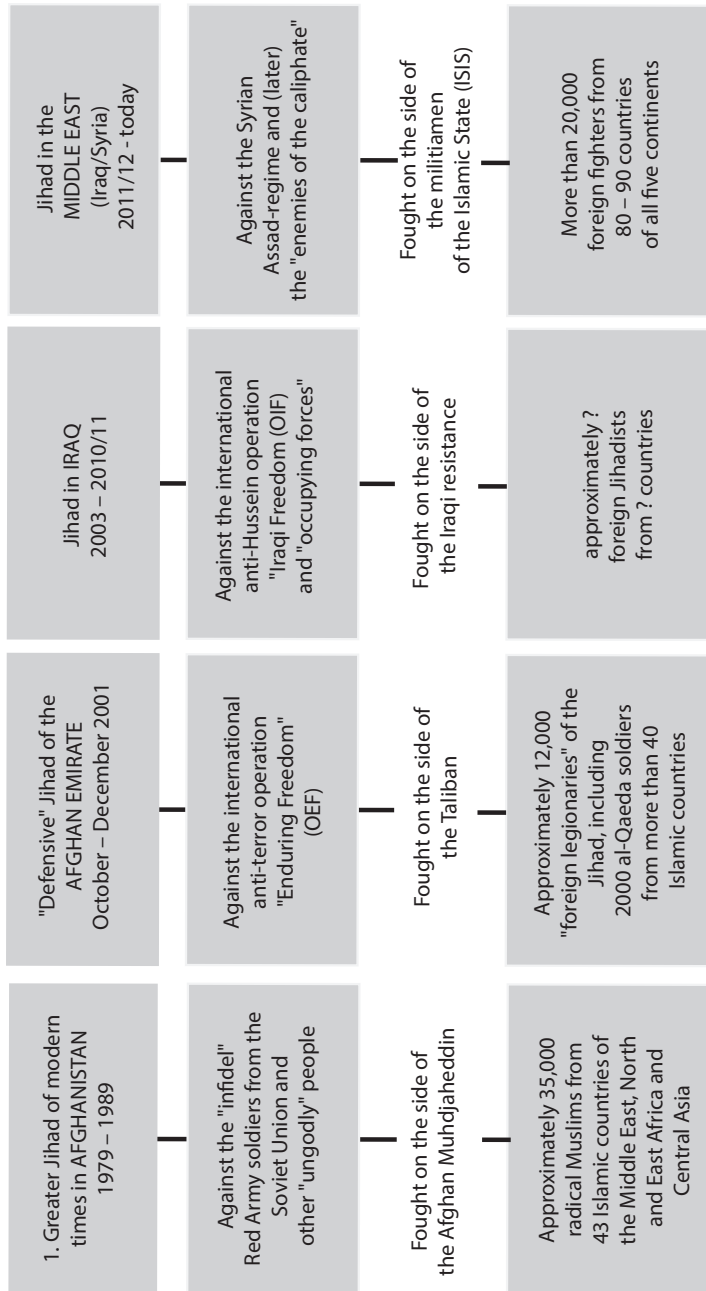 1. Greater Jihad of modern
times in AFGHANISTAN
1979 – 1989
Against the "infidel"
Red Army soldiers from the
Soviet Union and
other "ungodly" people
Fought on the side of
the Afghan Muhdjaheddin
Approximately 35,000
radical Muslims from
43 Islamic countries of
the Middle East, North
and East Africa and
Central Asia
"Defensive" Jihad of the
AFGHAN EMIRATE
October – December 2001
Against the international
anti-terror operation
"Enduring Freedom"
(OEF)
Fought on the side of
the Taliban
Approximately 12,000
"foreign legionaries" of the
Jihad, including
2000 al-Qaeda soldiers
from more than 40
Islamic countries
Jihad in IRAQ
2003 – 2010/11
Against the international
anti-Hussein operation
"Iraqi Freedom (OIF)
and "occupying forces"
Fought on the side of
the Iraqi resistance
approximately ?
foreign Jihadists
from ? countries
Jihad in the
MIDDLE EAST
(Iraq/Syria)
2011/12 - today
Against the Syrian
Assad-regime and (later)
the "enemies of the caliphate"
Fought on the side of
the militiamen
of the Islamic State (ISIS)
More than 20,000
foreign fighters from
80 – 90 countries
of all five continents